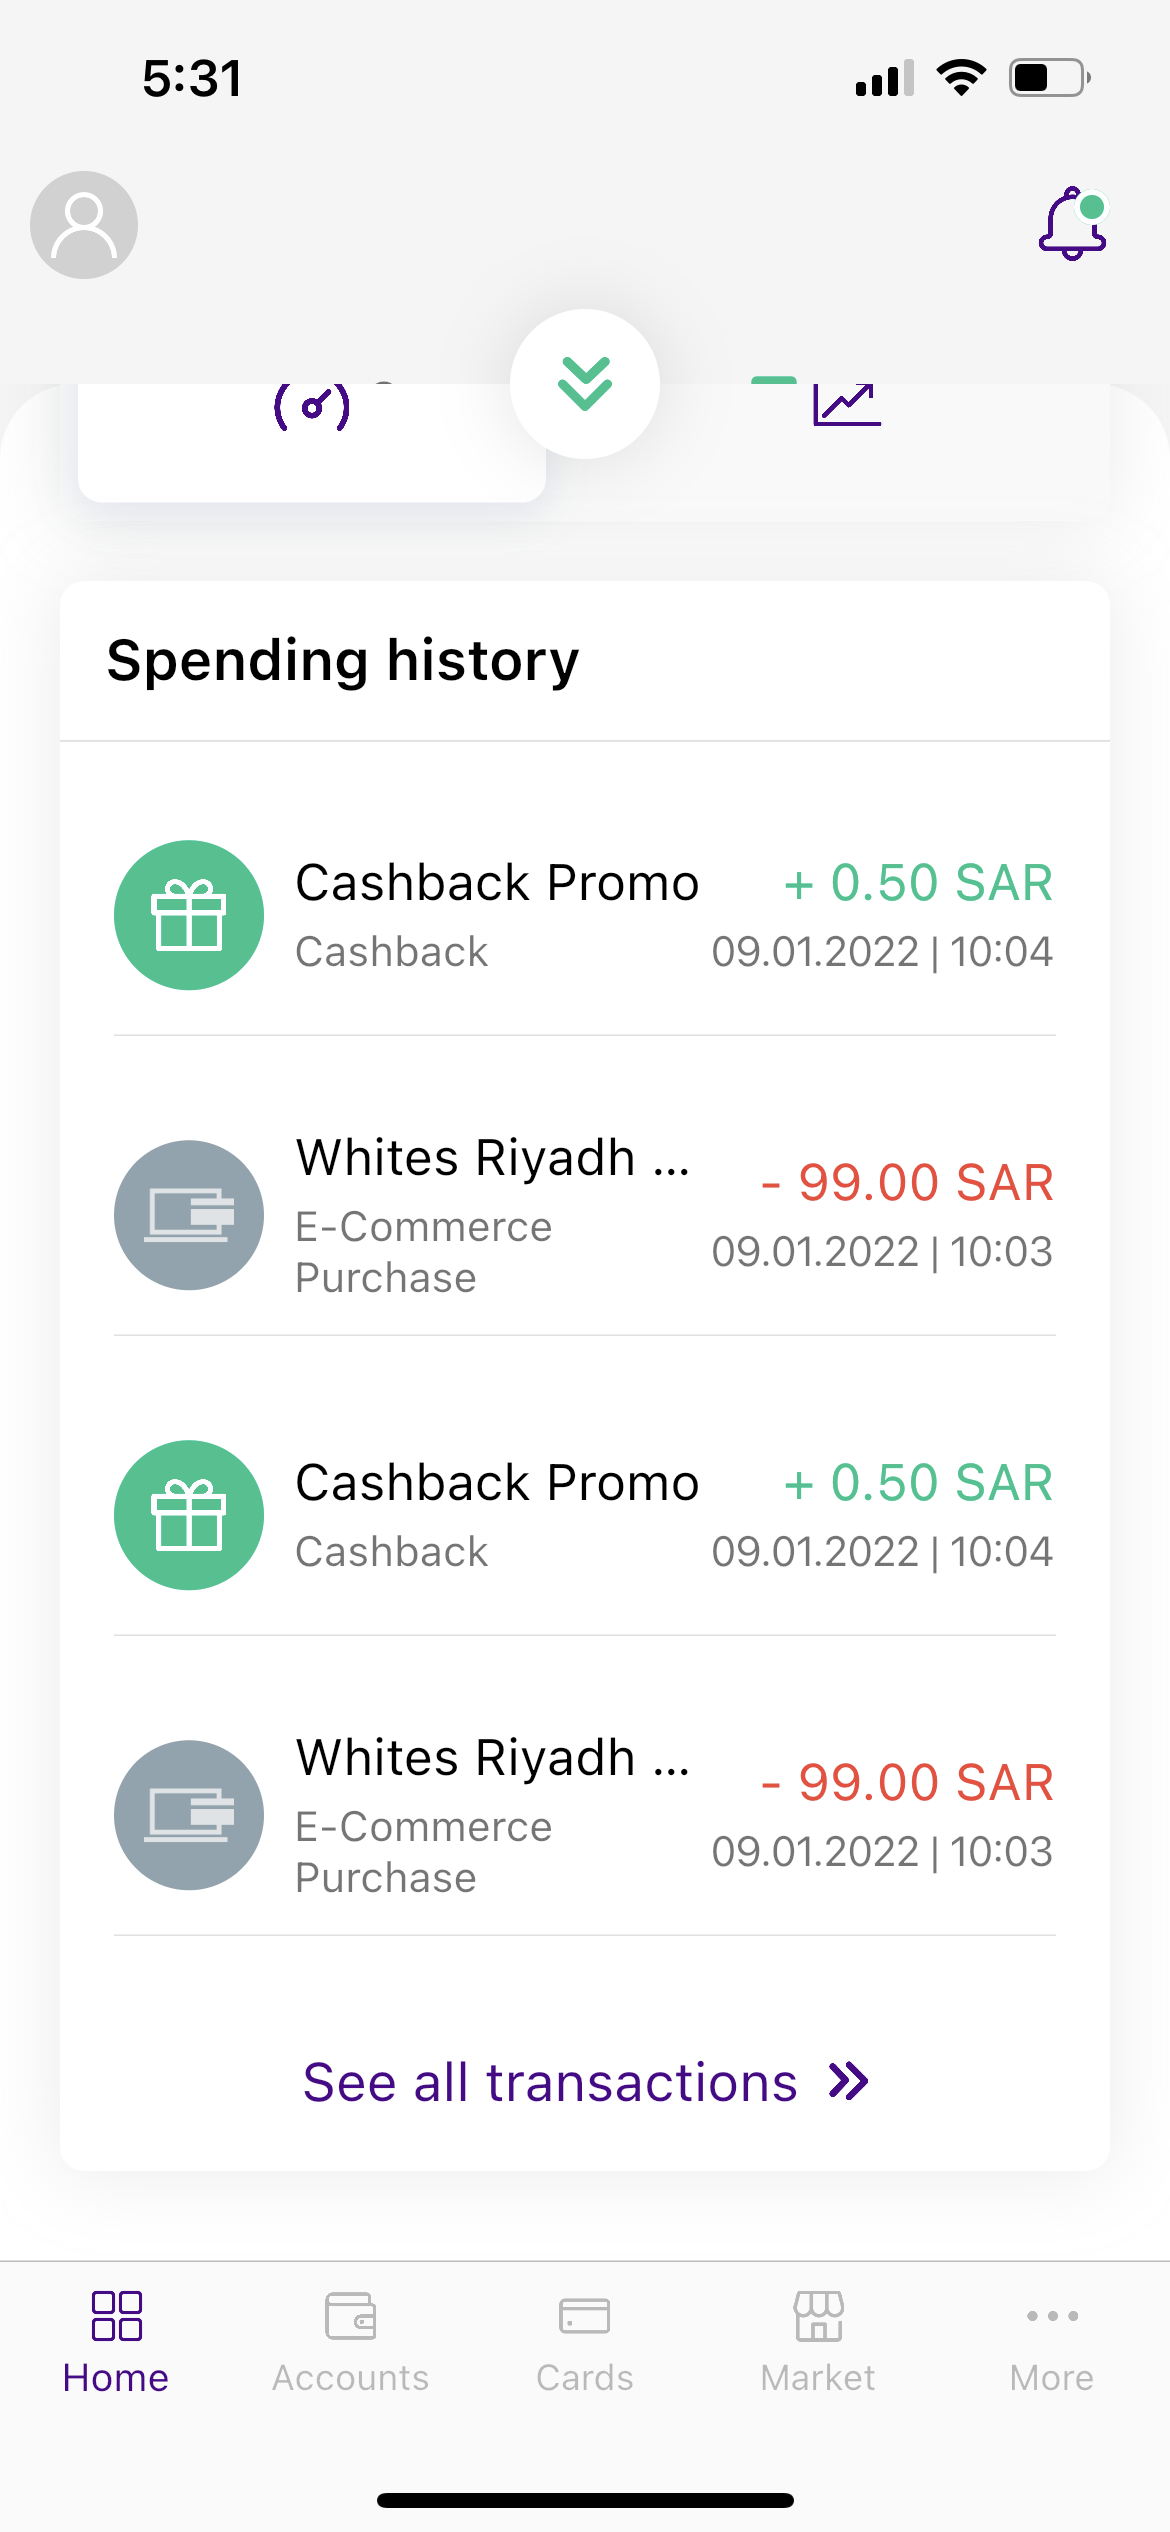 5:31
Spending history
Cashback Promo + 0.50 SAR
Cashback 09.01.2022 | 10:04
Whites Riyadh ... - 99.00 SAR
E-Commerce
Purchase 09.01.2022 | 10:03
Cashback Promo + 0.50 SAR
Cashback 09.01.2022 | 10:04
Whites Riyadh ... - 99.00 SAR
E-Commerce
Purchase 09.01.2022 | 10:03
See all transactions
Home Accounts Cards Market More